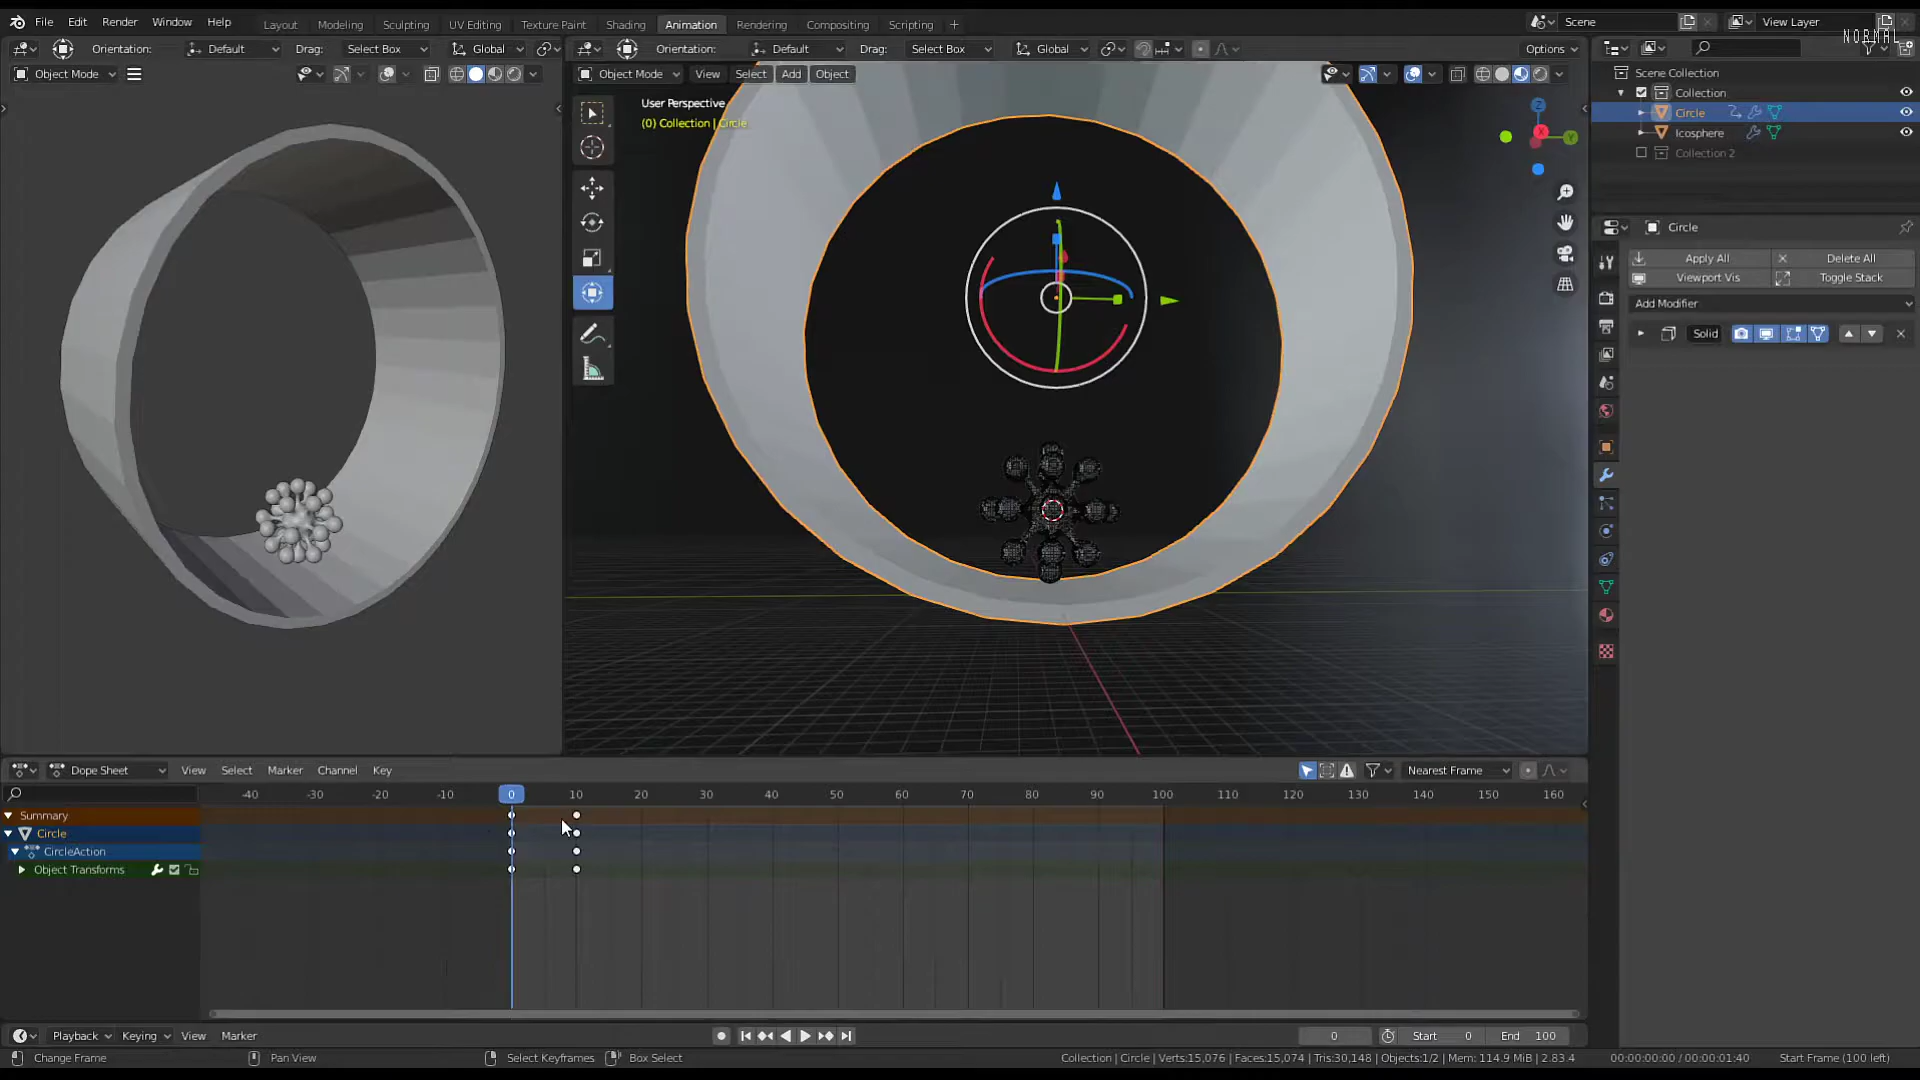 File Edit Render Window Help Layout Modeling Sculpting UV Editing Texture Paint Shading Animation Rendering Compositing Scripting + Scene View Layer
NORMAL
Orientation: Default Drag: Select Box Global Orientation: Default Drag: Select Box Global Options
Object Mode Object Mode View Select Add Object
Scene Collection
Collection
Circle
Icosphere
Collection 2
User Perspective
(0) Collection | Circle
Z
X
Y
Circle
Apply All Delete All
Viewport Vis Toggle Stack
Add Modifier
Solid
Dope Sheet View Select Marker Channel Key Nearest Frame
-40 -30 -20 -10 0 10 20 30 40 50 60 70 80 90 100 110 120 130 140 150 160
Summary
Circle
CircleAction
Object Transforms
Playback Keying View Marker 0 Start 0 End 100
Change Frame Pan View Select Keyframes Box Select Collection | Circle | Verts:15,076 | Faces:15,074 | Tris:30,148 | Objects:1/2 | Mem: 114.9 MiB | 2.83.4 00:00:00:00 / 00:00:01:40 Start Frame (100 left)